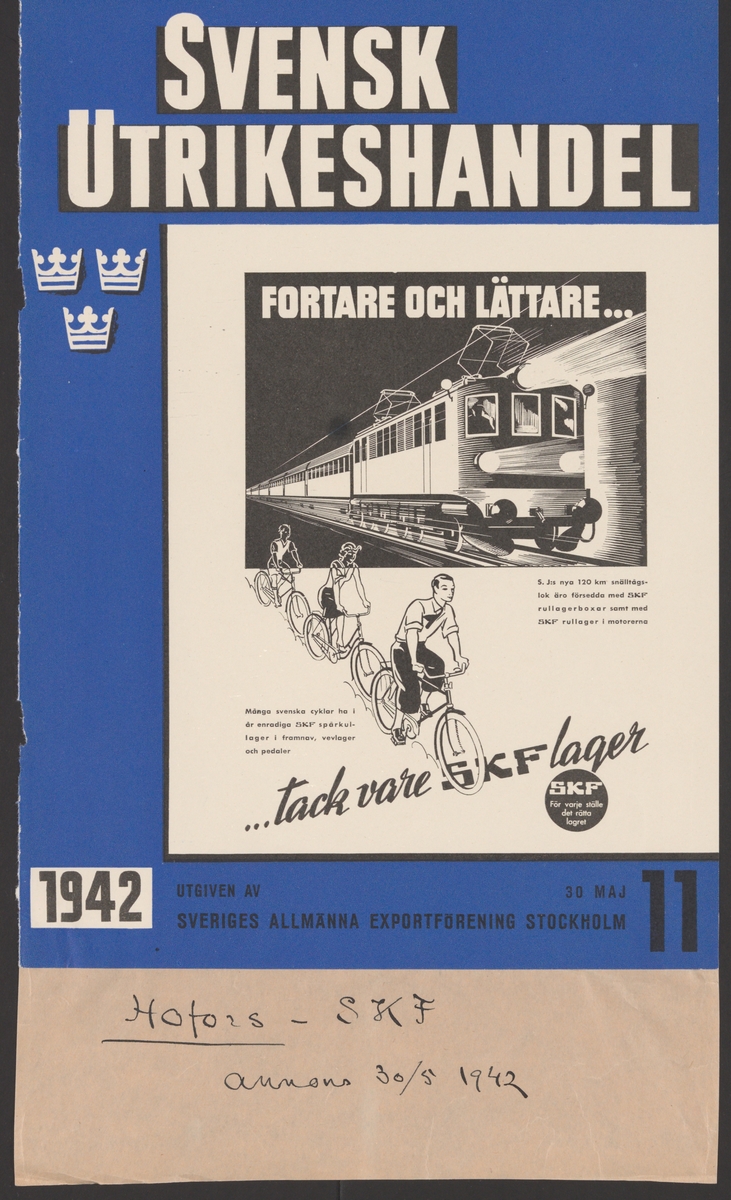 SVENSK
UTRIKESHANDEL
FORTARE OCH LÄTTARE...
S. J:s nya 120 km snälltågs-
lok äro försedda med SKF
rullagerboxar samt med
SKF rullager i motorerna
Många svenska cyklar ha i
år enradiga SKF spårkul-
lager i framnav, vevlager
och pedaler
...tack vare SKF lager
SKF
För varje ställe
det rätta
lagret
1942
UTGIVEN AV
30 MAJ
11
SVERIGES ALLMÄNNA EXPORTFÖRENING STOCKHOLM
Hofors - SKF
annons 30/5 1942